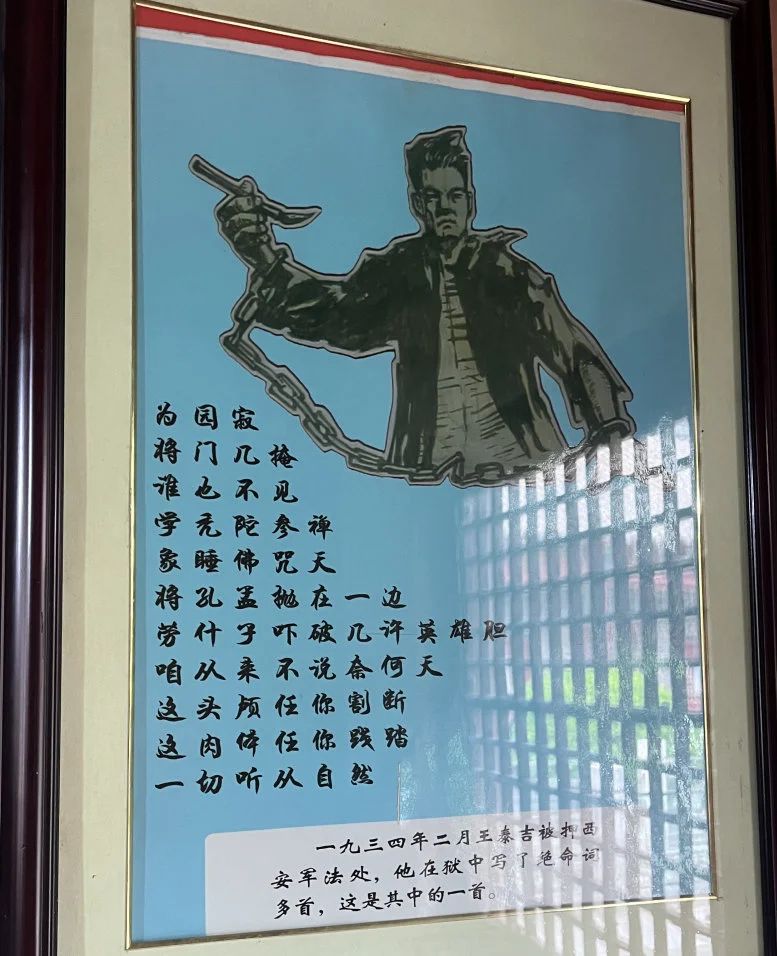 为园寂
将门几掩
谁也不见
学秃陀参禅
象睡佛咒天
将孔孟抛在一边
劳什子吓破几许英雄胆
咱从来不说奈何天
这头颅任你割断
这肉体任你践踏
一切听从自然
一九三四年二月王泰吉被押西
安军法处，他在狱中写了绝命词
多首，这是其中的一首。